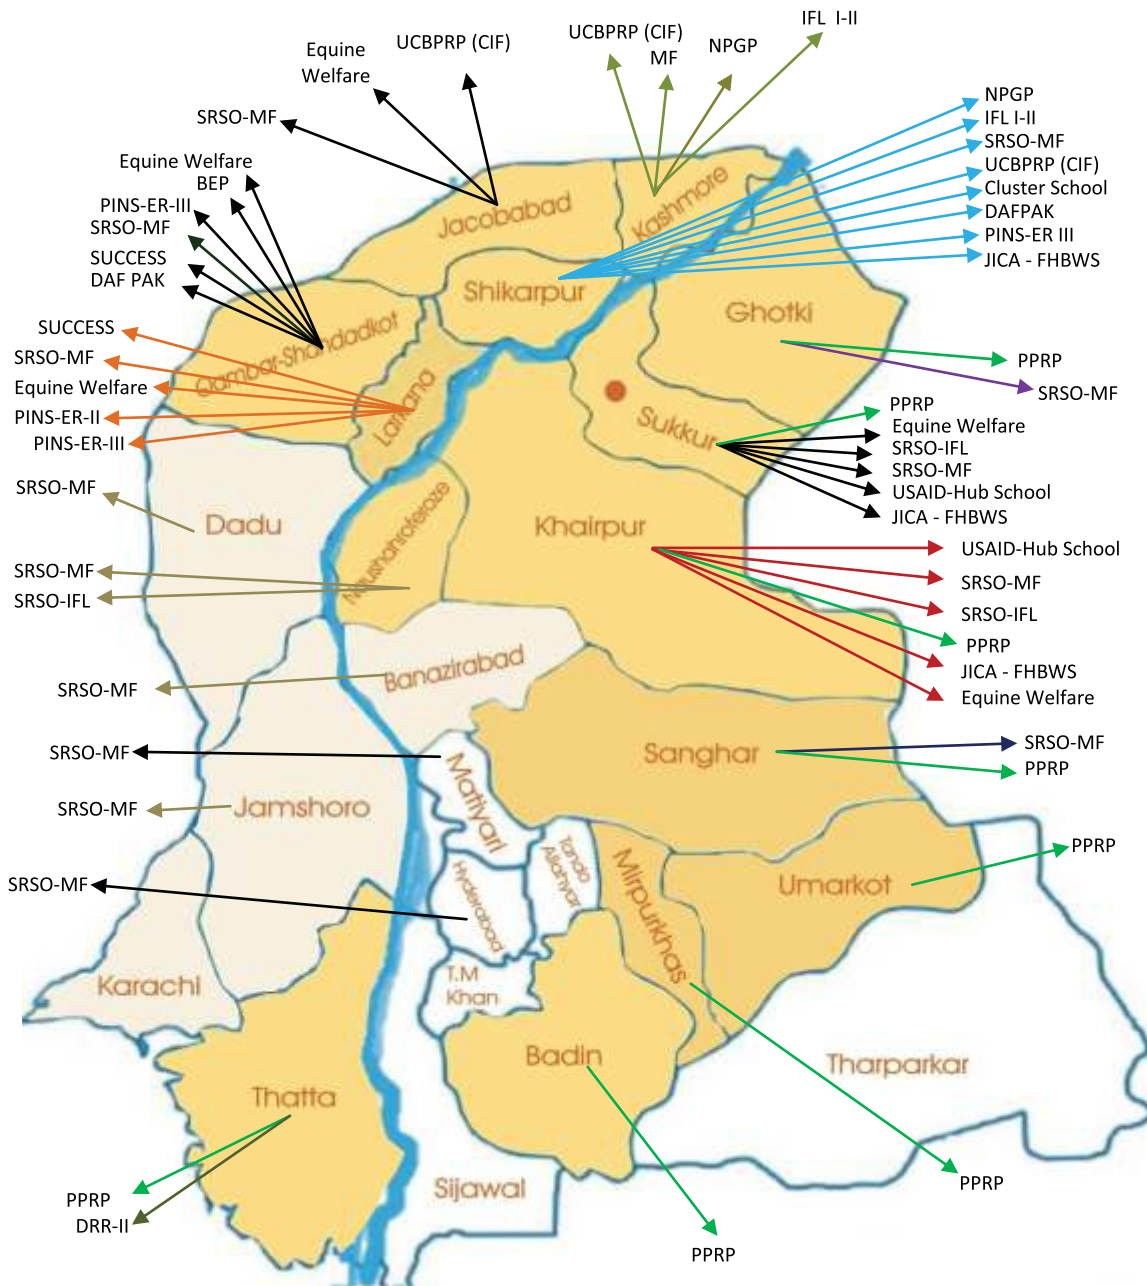 IFL I-II
UCBPRP (CIF)
MF
NPGP
UCBPRP (CIF)
Equine
Welfare
SRSO-MF
NPGP
IFL I-II
SRSO-MF
UCBPRP (CIF)
Cluster School
DAFPAK
PINS-ER III
JICA - FHBWS
Equine Welfare
BEP
PINS-ER-III
SRSO-MF
SUCCESS
DAF PAK
Jacobabad
Kashmore
Shikarpur
Ghotki
Qambar-Shahdadkot
Larkana
Sukkur
SUCCESS
SRSO-MF
Equine Welfare
PINS-ER-II
PINS-ER-III
PPRP
SRSO-MF
PPRP
Equine Welfare
SRSO-IFL
SRSO-MF
USAID-Hub School
JICA - FHBWS
SRSO-MF
Dadu
Naushahroferoze
Khairpur
USAID-Hub School
SRSO-MF
SRSO-IFL
PPRP
JICA - FHBWS
Equine Welfare
SRSO-MF
SRSO-IFL
Banazirabad
SRSO-MF
SRSO-MF
Matiyari
Sanghar
SRSO-MF
PPRP
SRSO-MF
Jamshoro
Tando
Allahyar
Mirpurkhas
Umarkot
PPRP
SRSO-MF
Hyderabad
Karachi
T.M
Khan
Badin
Tharparkar
Thatta
PPRP
DRR-II
Sijawal
PPRP
PPRP